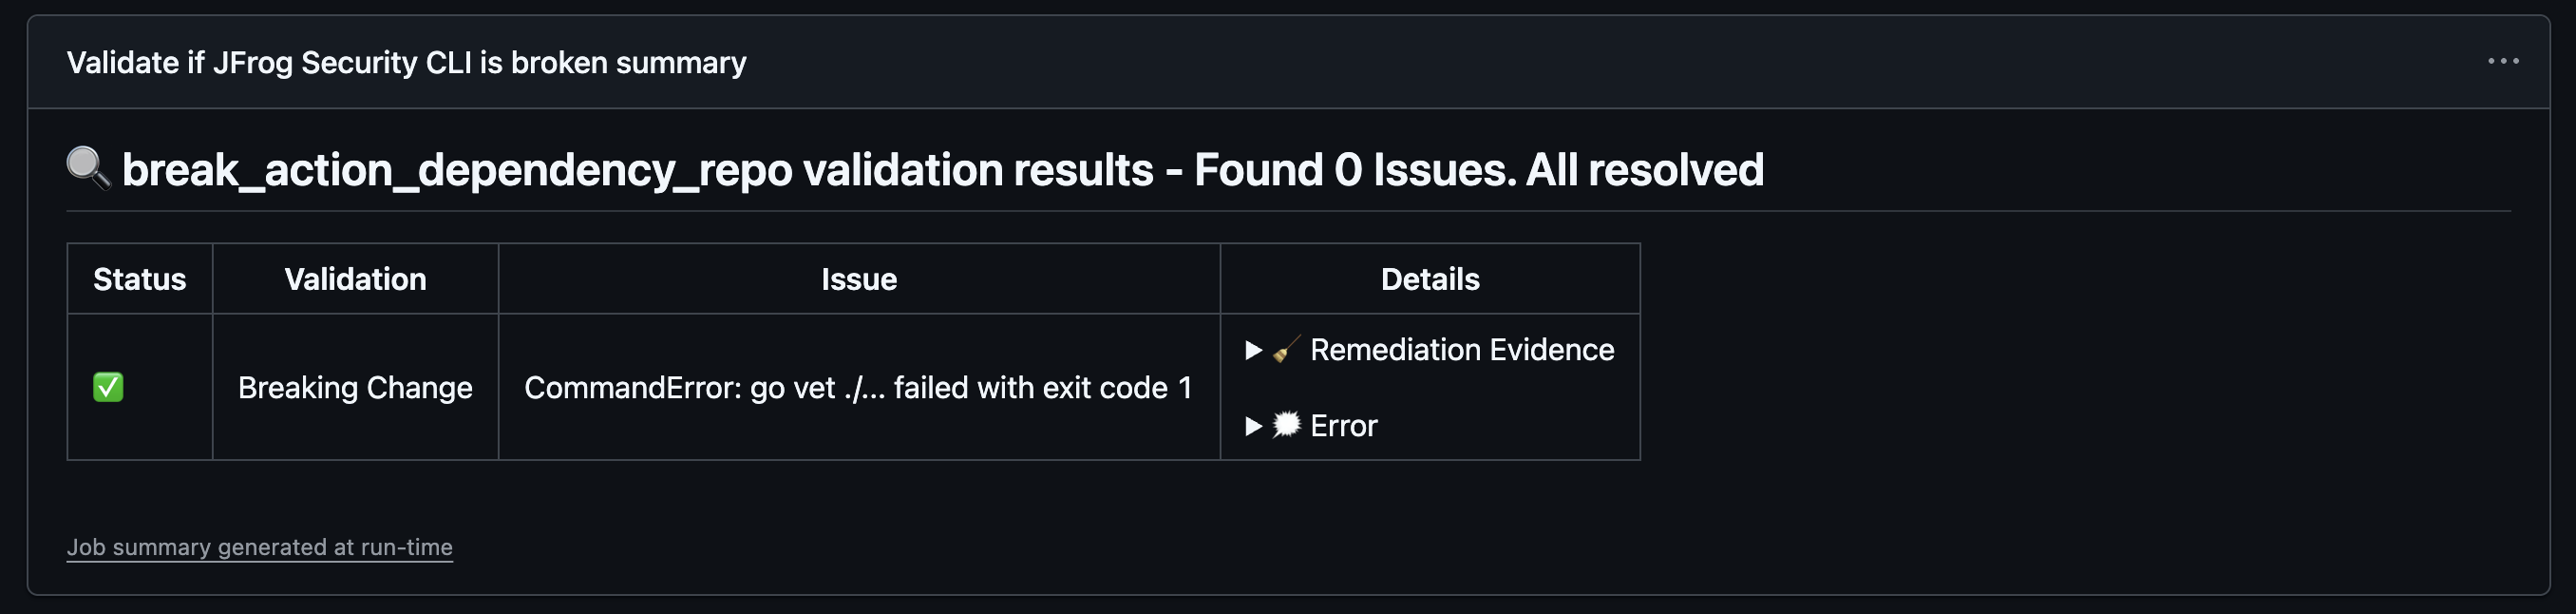 Validate if JFrog Security CLI is broken summary
🔍 break_action_dependency_repo validation results - Found 0 Issues. All resolved
Status Validation Issue Details
✅ Breaking Change CommandError: go vet ./... failed with exit code 1 ▶ 🧹 Remediation Evidence
▶ 🗯 Error
Job summary generated at run-time